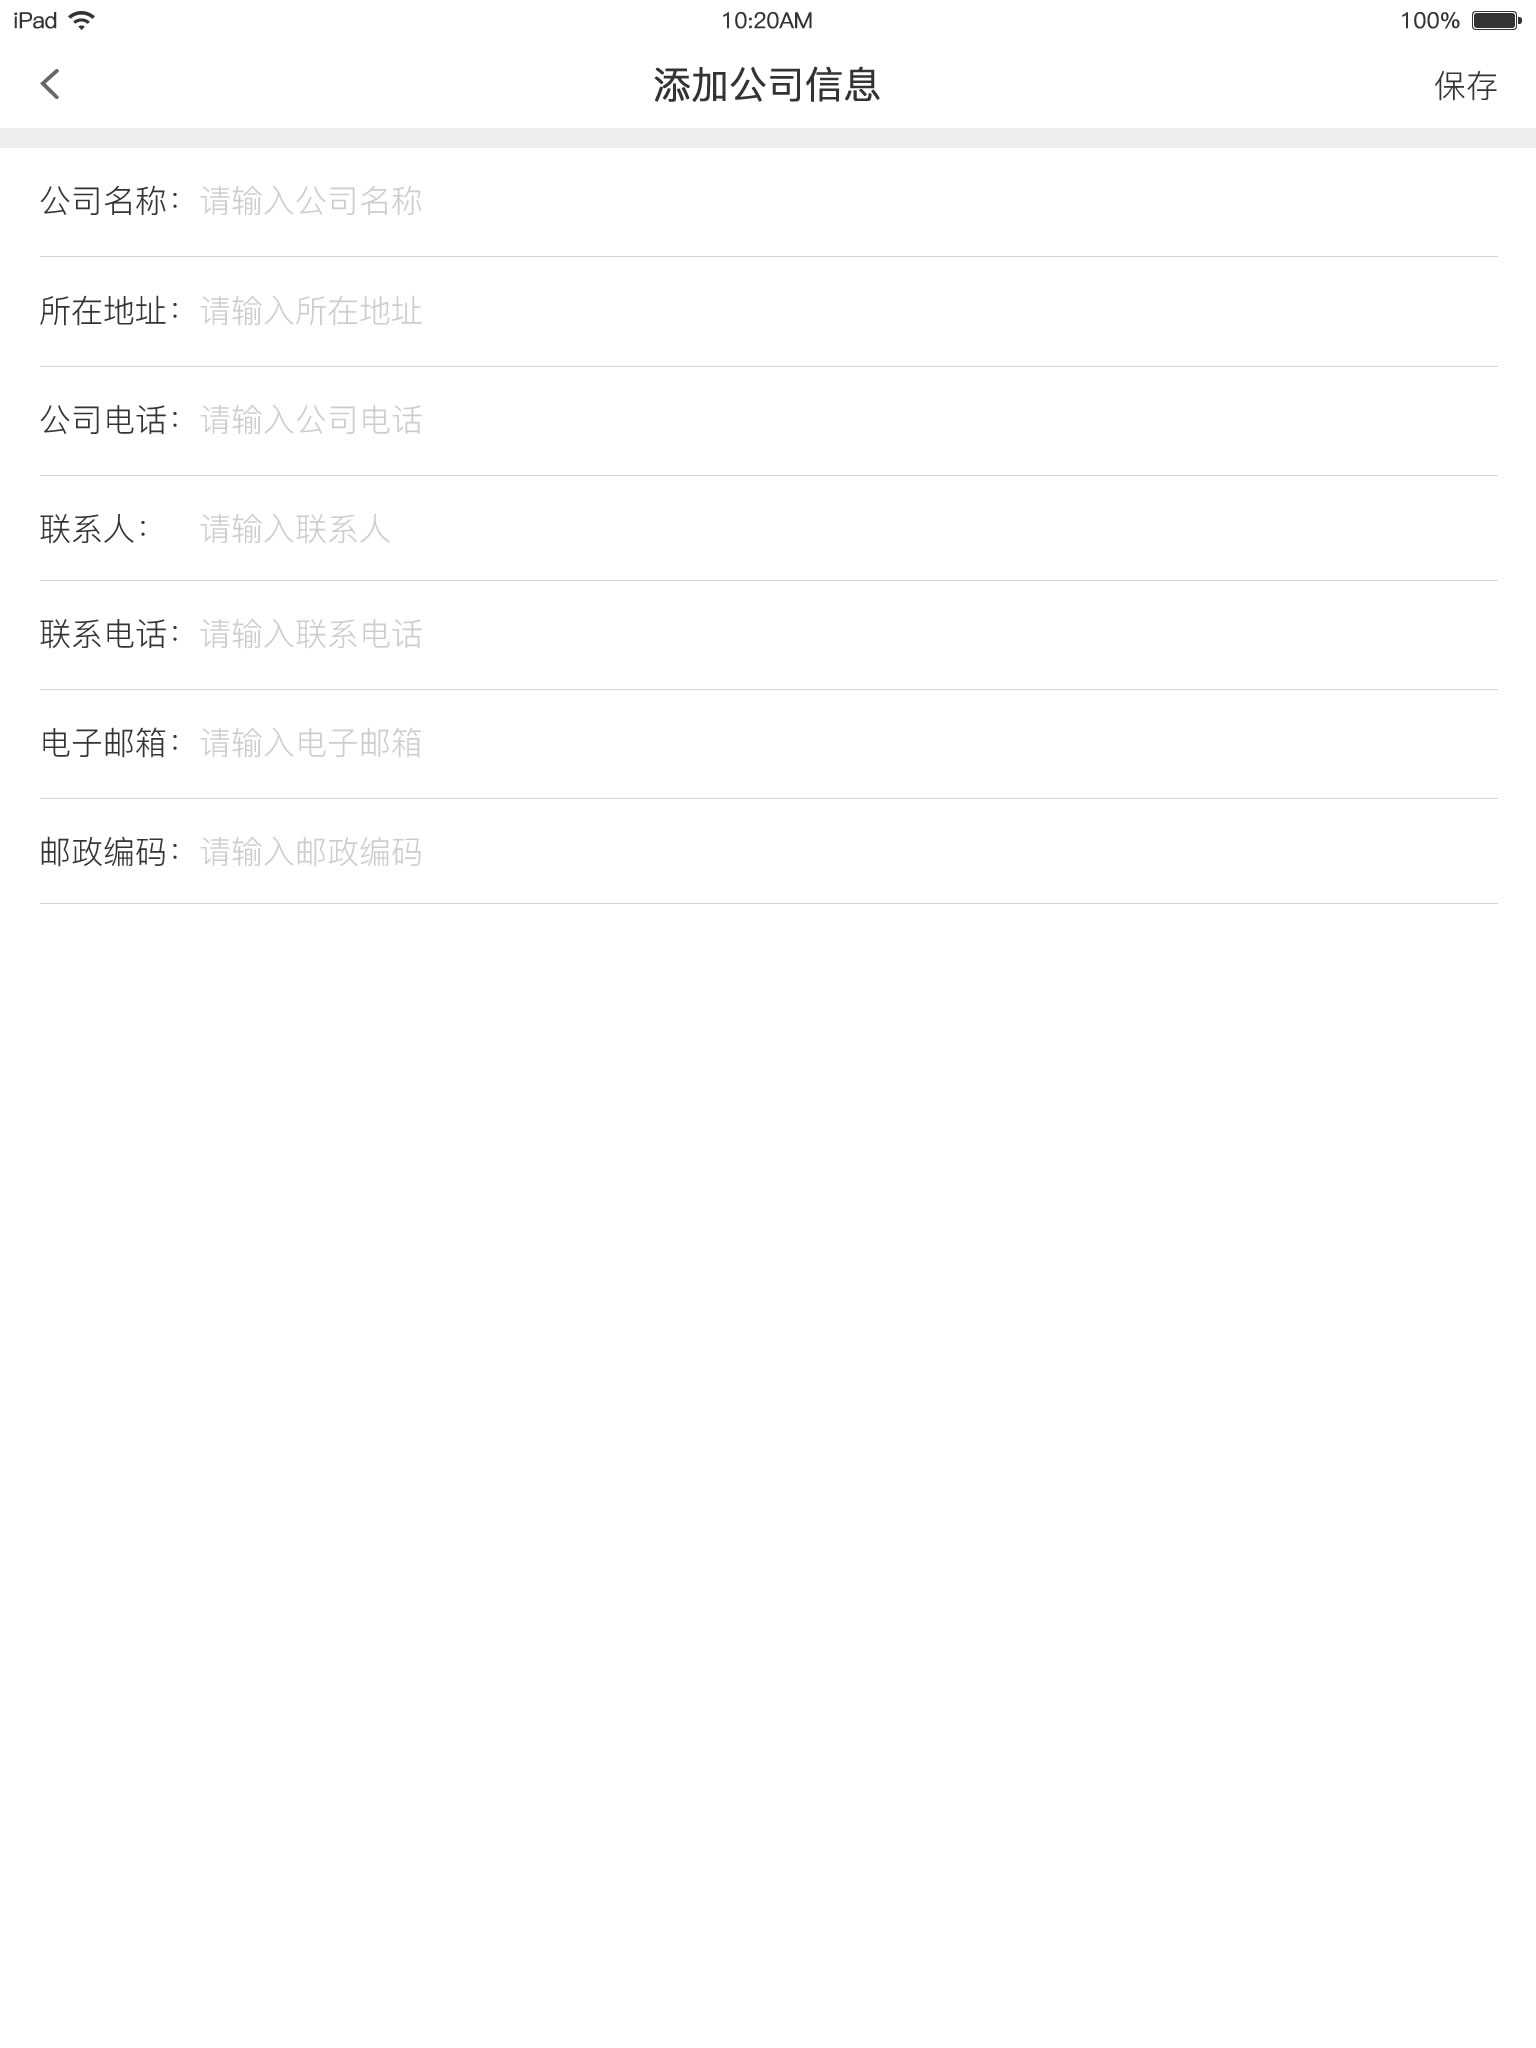 iPad 10:20AM 100%
添加公司信息 保存
公司名称： 请输入公司名称
所在地址： 请输入所在地址
公司电话： 请输入公司电话
联系人： 请输入联系人
联系电话： 请输入联系电话
电子邮箱： 请输入电子邮箱
邮政编码： 请输入邮政编码